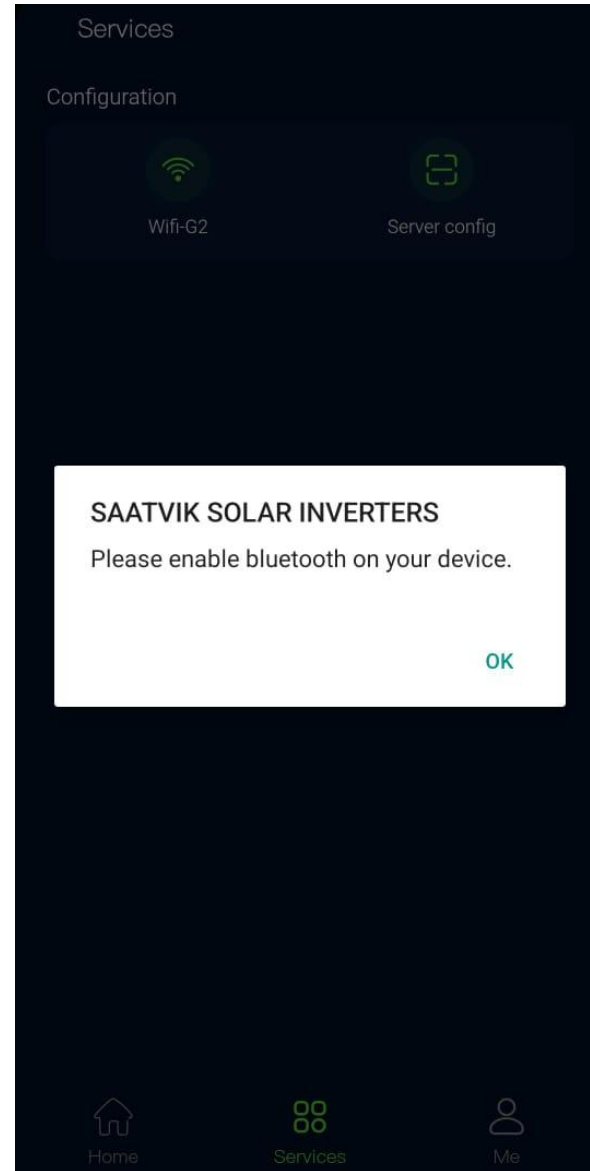 Services
Configuration
Wifi-G2 Server config
SAATVIK SOLAR INVERTERS
Please enable bluetooth on your device.
OK
Home Services Me